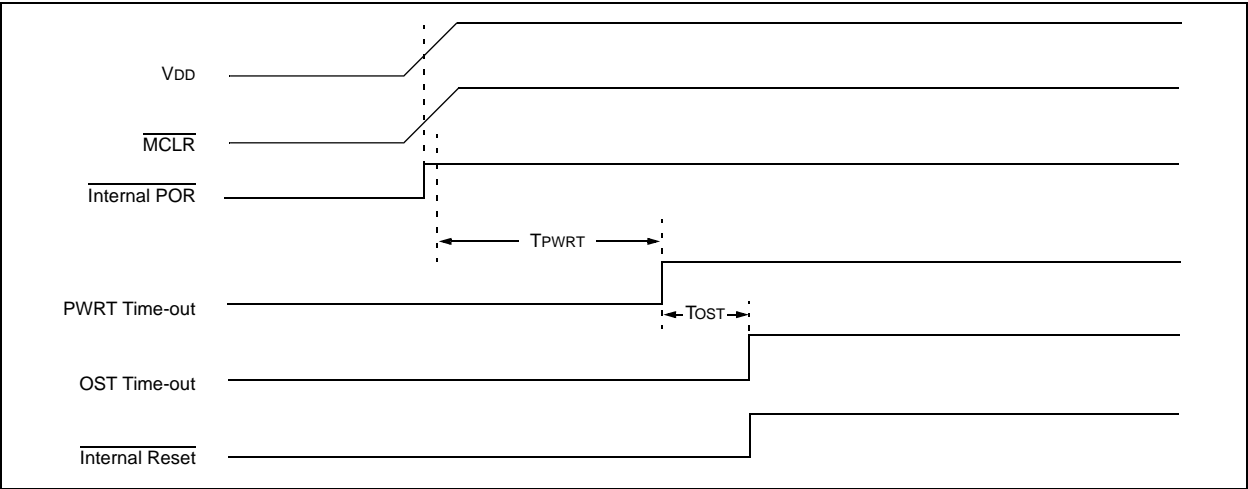 VDD
MCLR
Internal POR
TPWRT
PWRT Time-out
TOST
OST Time-out
Internal Reset